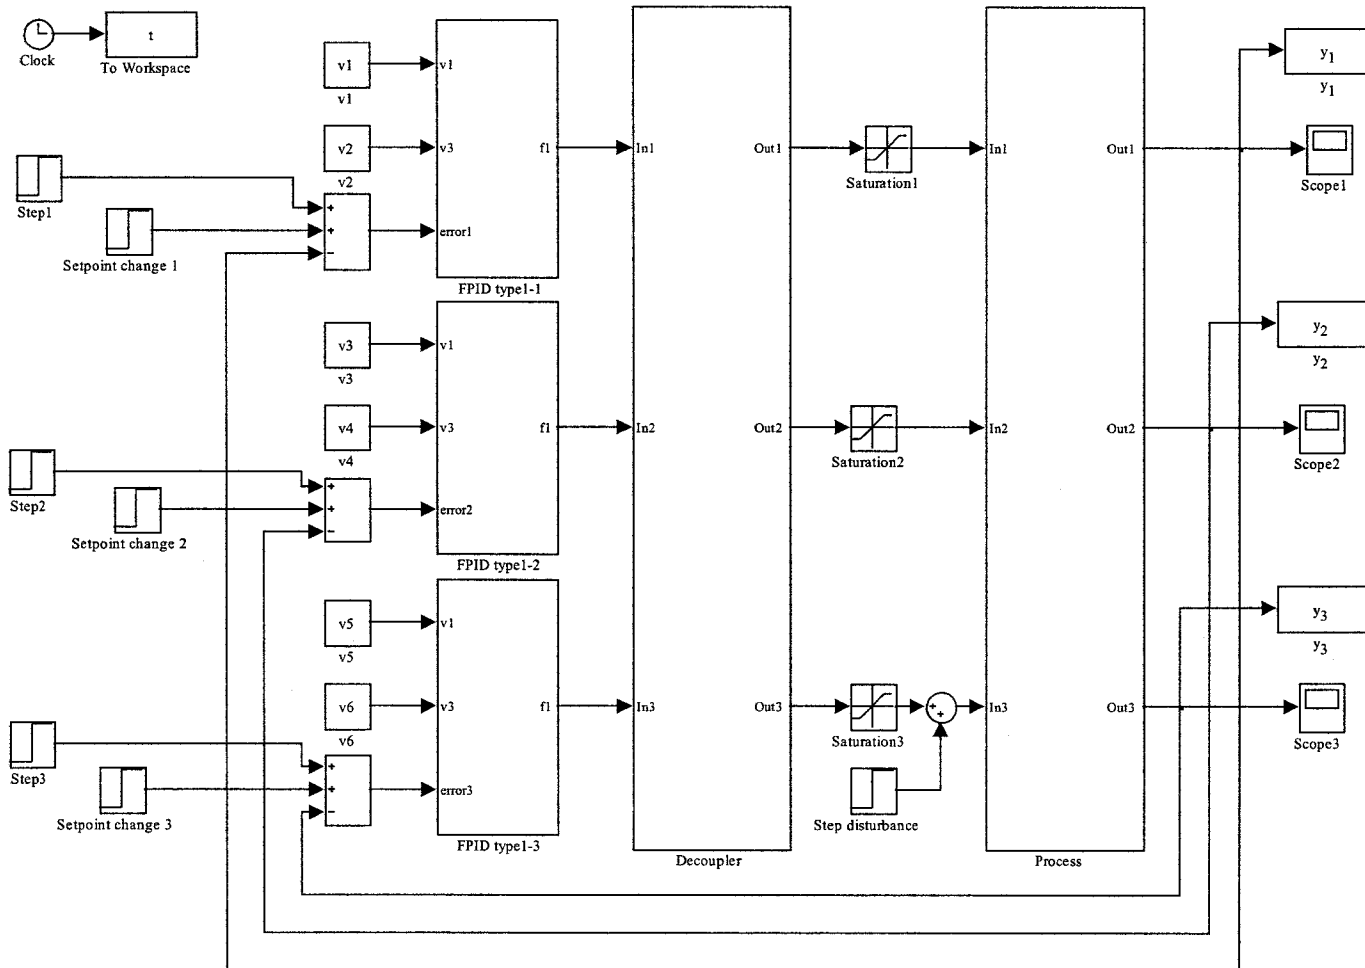 t
Clock
To Workspace
v1
v1
v2
v2
Step1
Setpoint change 1
+
+
−
v1
v3
f1
error1
FPID type1-1
v3
v3
v4
v4
Step2
Setpoint change 2
+
+
−
v1
v3
f1
error2
FPID type1-2
v5
v5
v6
v6
Step3
Setpoint change 3
+
+
−
v1
v3
f1
error3
FPID type1-3
In1
Out1
In2
Out2
In3
Out3
Decoupler
Saturation1
Saturation2
Saturation3
+
+
Step disturbance
In1
Out1
In2
Out2
In3
Out3
Process
y1
y1
Scope1
y2
y2
Scope2
y3
y3
Scope3